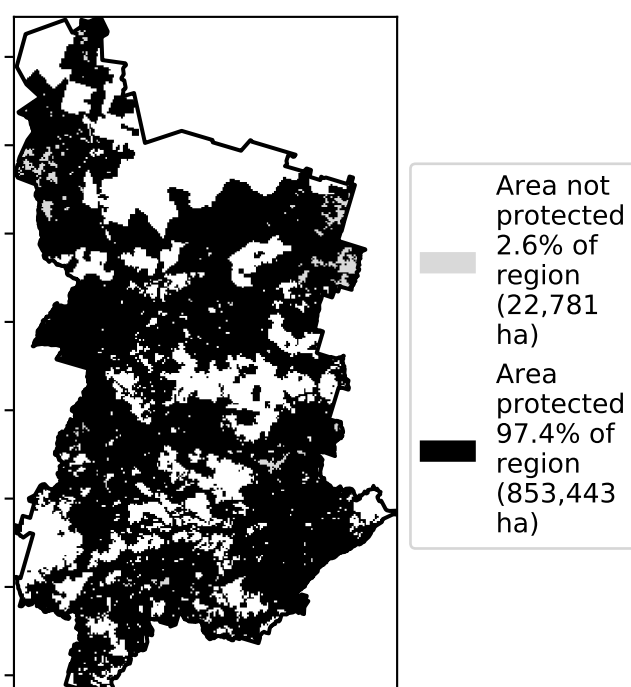 Area not
protected
2.6% of
region
(22,781
ha)
Area
protected
97.4% of
region
(853,443
ha)